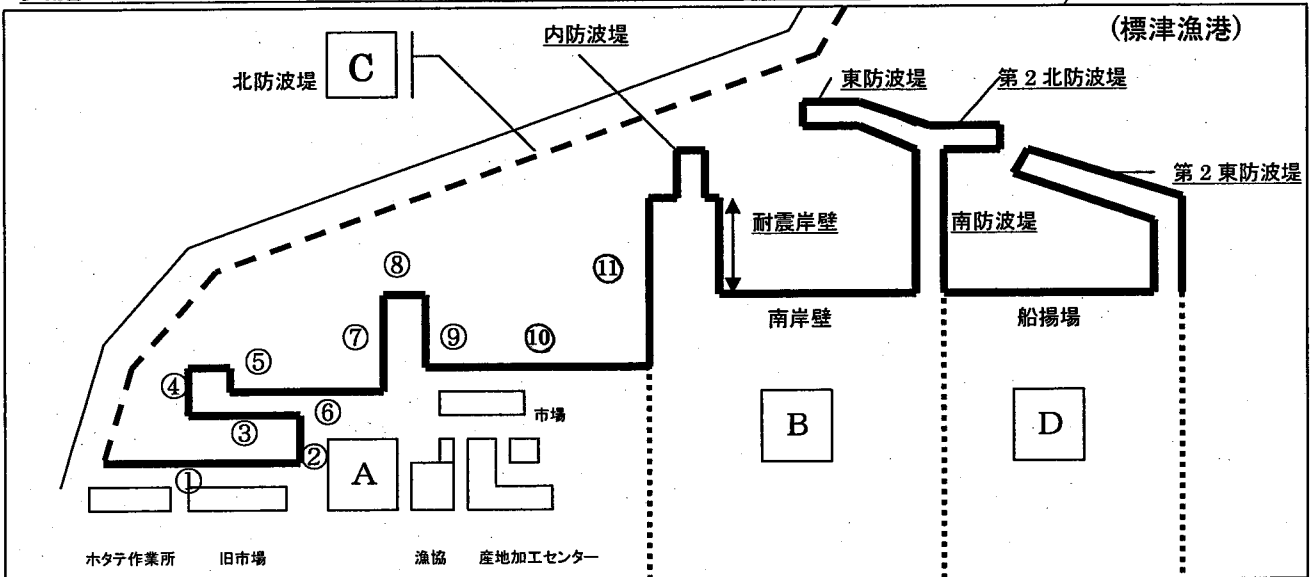 (標津漁港)
内防波堤
北防波堤
C
東防波堤
第2北防波堤
第2東防波堤
耐震岸壁
南防波堤
⑧
⑪
南岸壁
船揚場
⑦
⑨
⑩
⑤
④
⑥
市場
③
B
D
②
A
①
ホタテ作業所
旧市場
漁協
産地加工センター